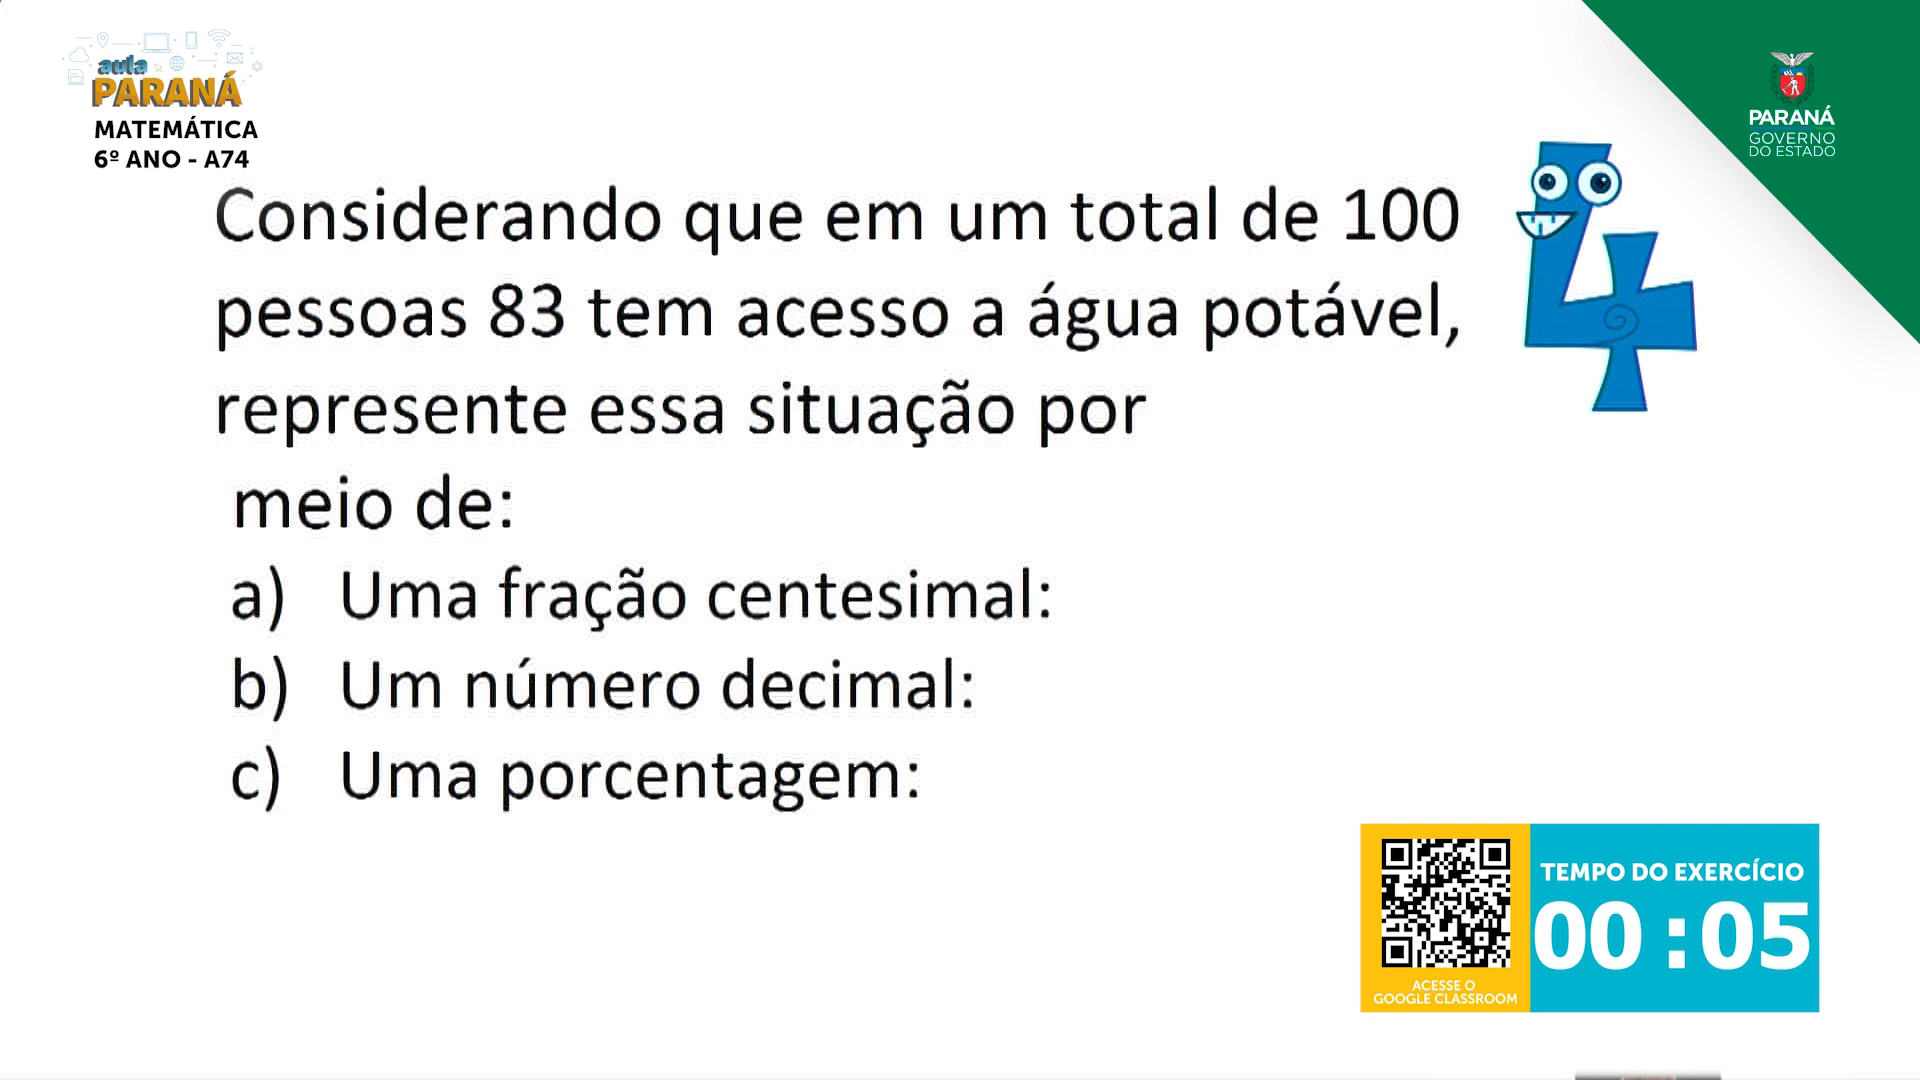 aula
PARANÁ
MATEMÁTICA
6º ANO - A74
PARANÁ
GOVERNO
DO ESTADO
Considerando que em um total de 100
pessoas 83 tem acesso a água potável,
represente essa situação por
meio de:
a) Uma fração centesimal:
b) Um número decimal:
c) Uma porcentagem:
ACESSE O
GOOGLE CLASSROOM
TEMPO DO EXERCÍCIO
00:05